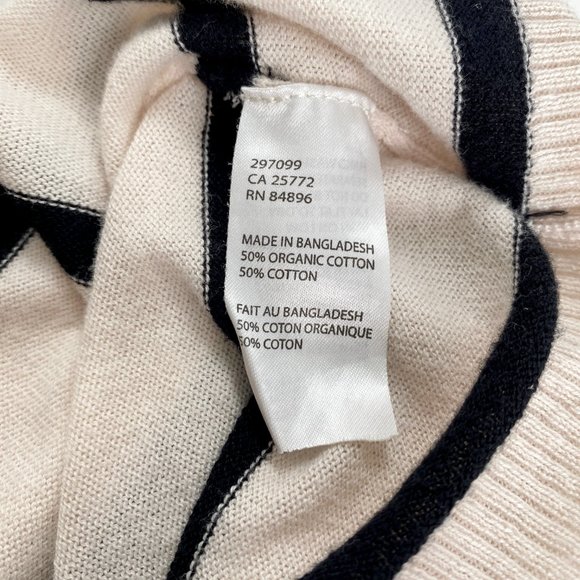 297099
CA 25772
RN 84896
MADE IN BANGLADESH
50% ORGANIC COTTON
50% COTTON
FAIT AU BANGLADESH
50% COTON ORGANIQUE
50% COTON